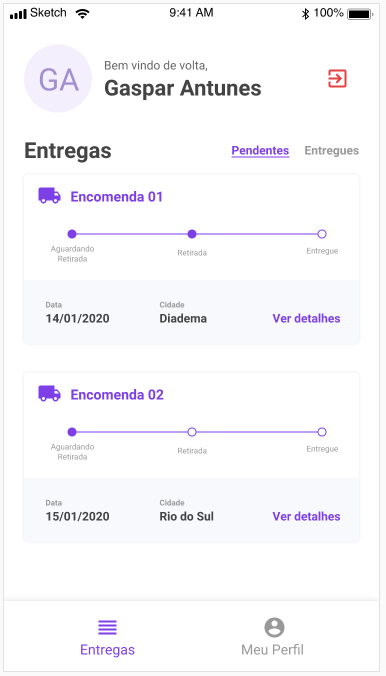 Sketch 9:41 AM 100%
GA
Bem vindo de volta,
Gaspar Antunes
Entregas Pendentes Entregues
Encomenda 01
Aguardando
Retirada
Retirada
Entregue
Data
14/01/2020
Cidade
Diadema
Ver detalhes
Encomenda 02
Aguardando
Retirada
Retirada
Entregue
Data
15/01/2020
Cidade
Rio do Sul
Ver detalhes
Entregas
Meu Perfil